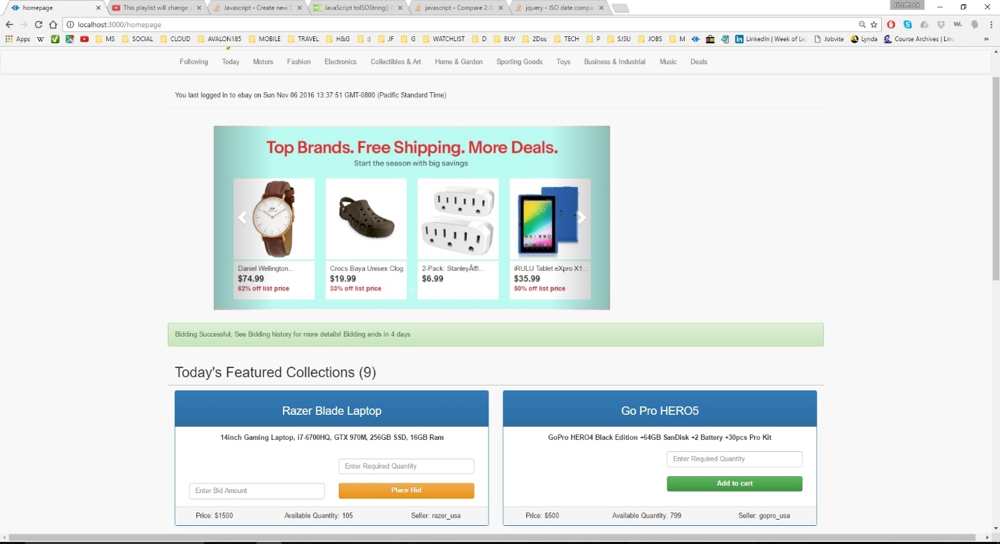 riotofrock
homepage
This playlist will change y
Javascript - Create new D
JavaScript toISOString() M
javascript - Compare 2 IS
jquery - ISO date compa
localhost:3000/homepage
Apps W MS SOCIAL CLOUD AVALON185 MOBILE TRAVEL H&G :) JF G WATCHLIST D BUY 2Dos TECH P SJSU JOBS M LinkedIn | Week of Le Jobvite Lynda Course Archives | Linu »
Following Today Motors Fashion Electronics Collectibles & Art Home & Garden Sporting Goods Toys Business & Industrial Music Deals
You last logged in to ebay on Sun Nov 06 2016 13:37:51 GMT-0800 (Pacific Standard Time)
Top Brands. Free Shipping. More Deals.
Start the season with big savings
Daniel Wellington...
$74.99
62% off list price
Crocs Baya Unisex Clog
$19.99
33% off list price
2-Pack: StanleyÂ®...
$6.99
iRULU Tablet eXpro X1...
$35.99
50% off list price
Bidding Successful; See Bidding history for more details! Bidding ends in 4 days
Today's Featured Collections (9)
Razer Blade Laptop
14inch Gaming Laptop, i7-6700HQ, GTX 970M, 256GB SSD, 16GB Ram
Enter Required Quantity
Enter Bid Amount
Place Bid
Price: $1500 Available Quantity: 105 Seller: razer_usa
Go Pro HERO5
GoPro HERO4 Black Edition +64GB SanDisk +2 Battery +30pcs Pro Kit
Enter Required Quantity
Add to cart
Price: $500 Available Quantity: 799 Seller: gopro_usa